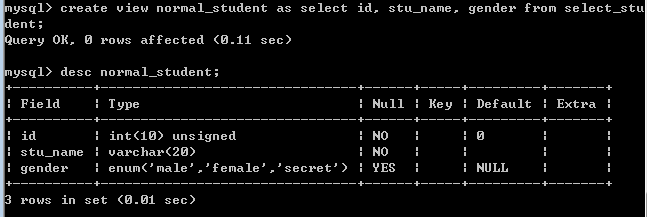 mysql> create view normal_student as select id, stu_name, gender from select_stu
dent;
Query OK, 0 rows affected (0.11 sec)
mysql> desc normal_student;
+----------+--------------------------------+------+-----+---------+-------+
| Field    | Type                           | Null | Key | Default | Extra |
+----------+--------------------------------+------+-----+---------+-------+
| id       | int(10) unsigned               | NO   |     | 0       |       |
| stu_name | varchar(20)                    | NO   |     |         |       |
| gender   | enum('male','female','secret') | YES  |     | NULL    |       |
+----------+--------------------------------+------+-----+---------+-------+
3 rows in set (0.01 sec)